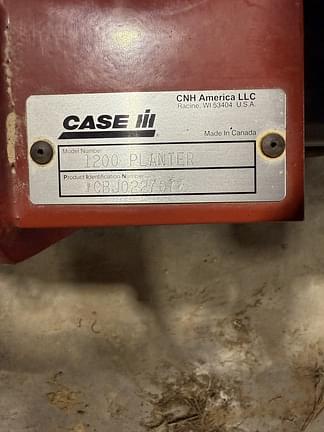 CNH America LLC
Racine, WI 53404 U.S.A.
CASE IH
Made In Canada
Model Number
1200 PLANTER
Product Identification Number